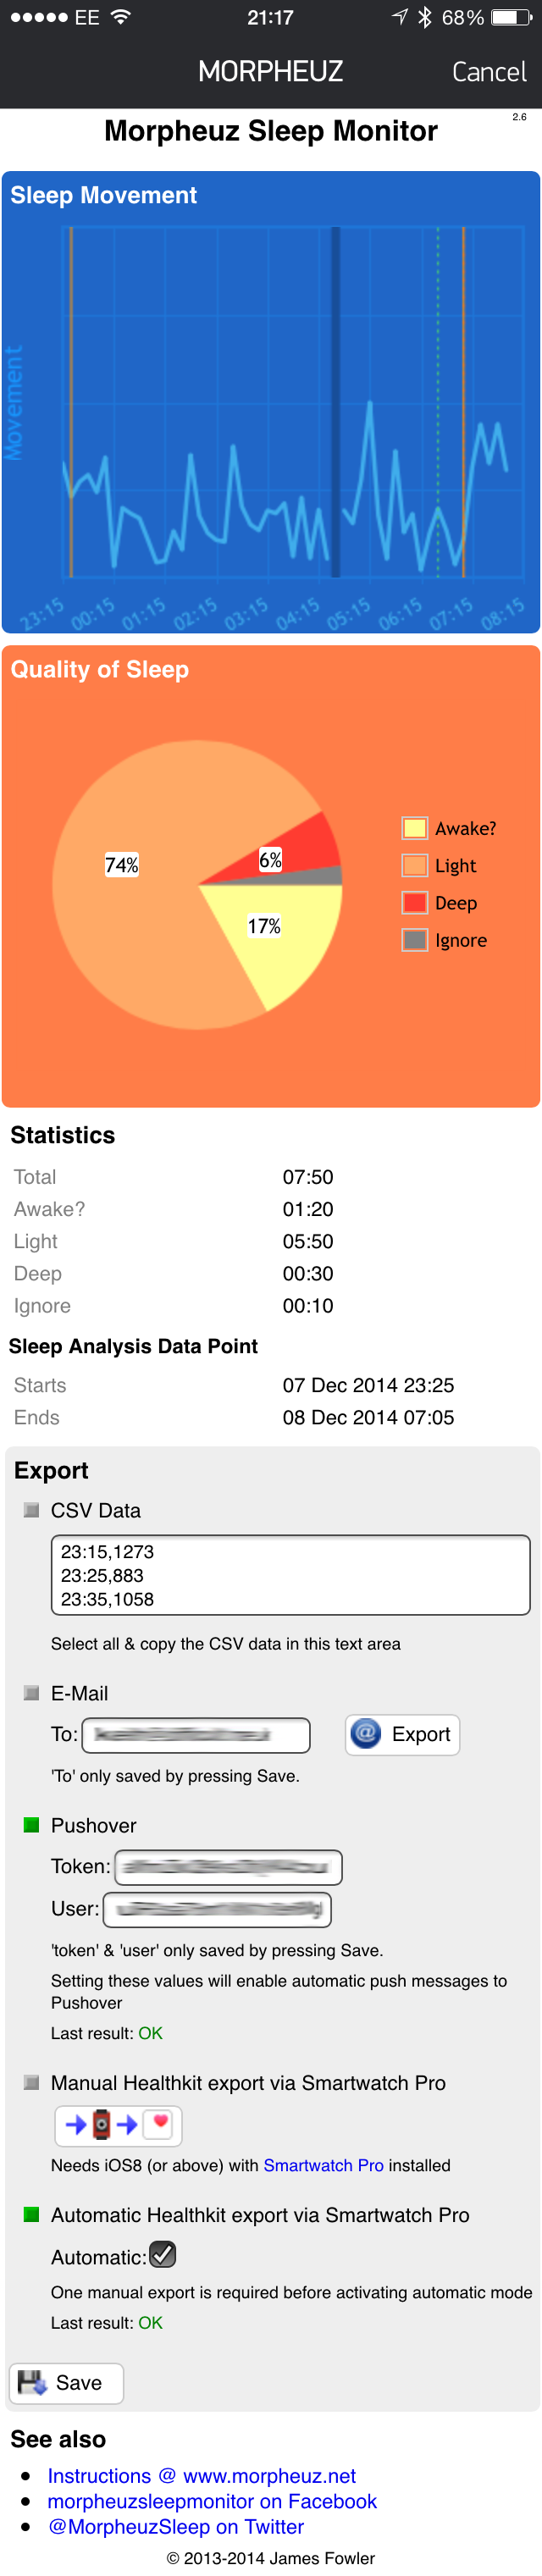 EE 21:17 68%
MORPHEUZ Cancel
2.6
Morpheuz Sleep Monitor
Sleep Movement
Movement
23:15 00:15 01:15 02:15 03:15 04:15 05:15 06:15 07:15 08:15
Quality of Sleep
74%
6%
17%
Awake?
Light
Deep
Ignore
Statistics
Total 07:50
Awake? 01:20
Light 05:50
Deep 00:30
Ignore 00:10
Sleep Analysis Data Point
Starts 07 Dec 2014 23:25
Ends 08 Dec 2014 07:05
Export
CSV Data
23:15,1273
23:25,883
23:35,1058
Select all & copy the CSV data in this text area
E-Mail
To: @ Export
'To' only saved by pressing Save.
Pushover
Token:
User:
'token' & 'user' only saved by pressing Save.
Setting these values will enable automatic push messages to
Pushover
Last result: OK
Manual Healthkit export via Smartwatch Pro
Needs iOS8 (or above) with Smartwatch Pro installed
Automatic Healthkit export via Smartwatch Pro
Automatic:
One manual export is required before activating automatic mode
Last result: OK
Save
See also
• Instructions @ www.morpheuz.net
• morpheuzsleepmonitor on Facebook
• @MorpheuzSleep on Twitter
© 2013-2014 James Fowler